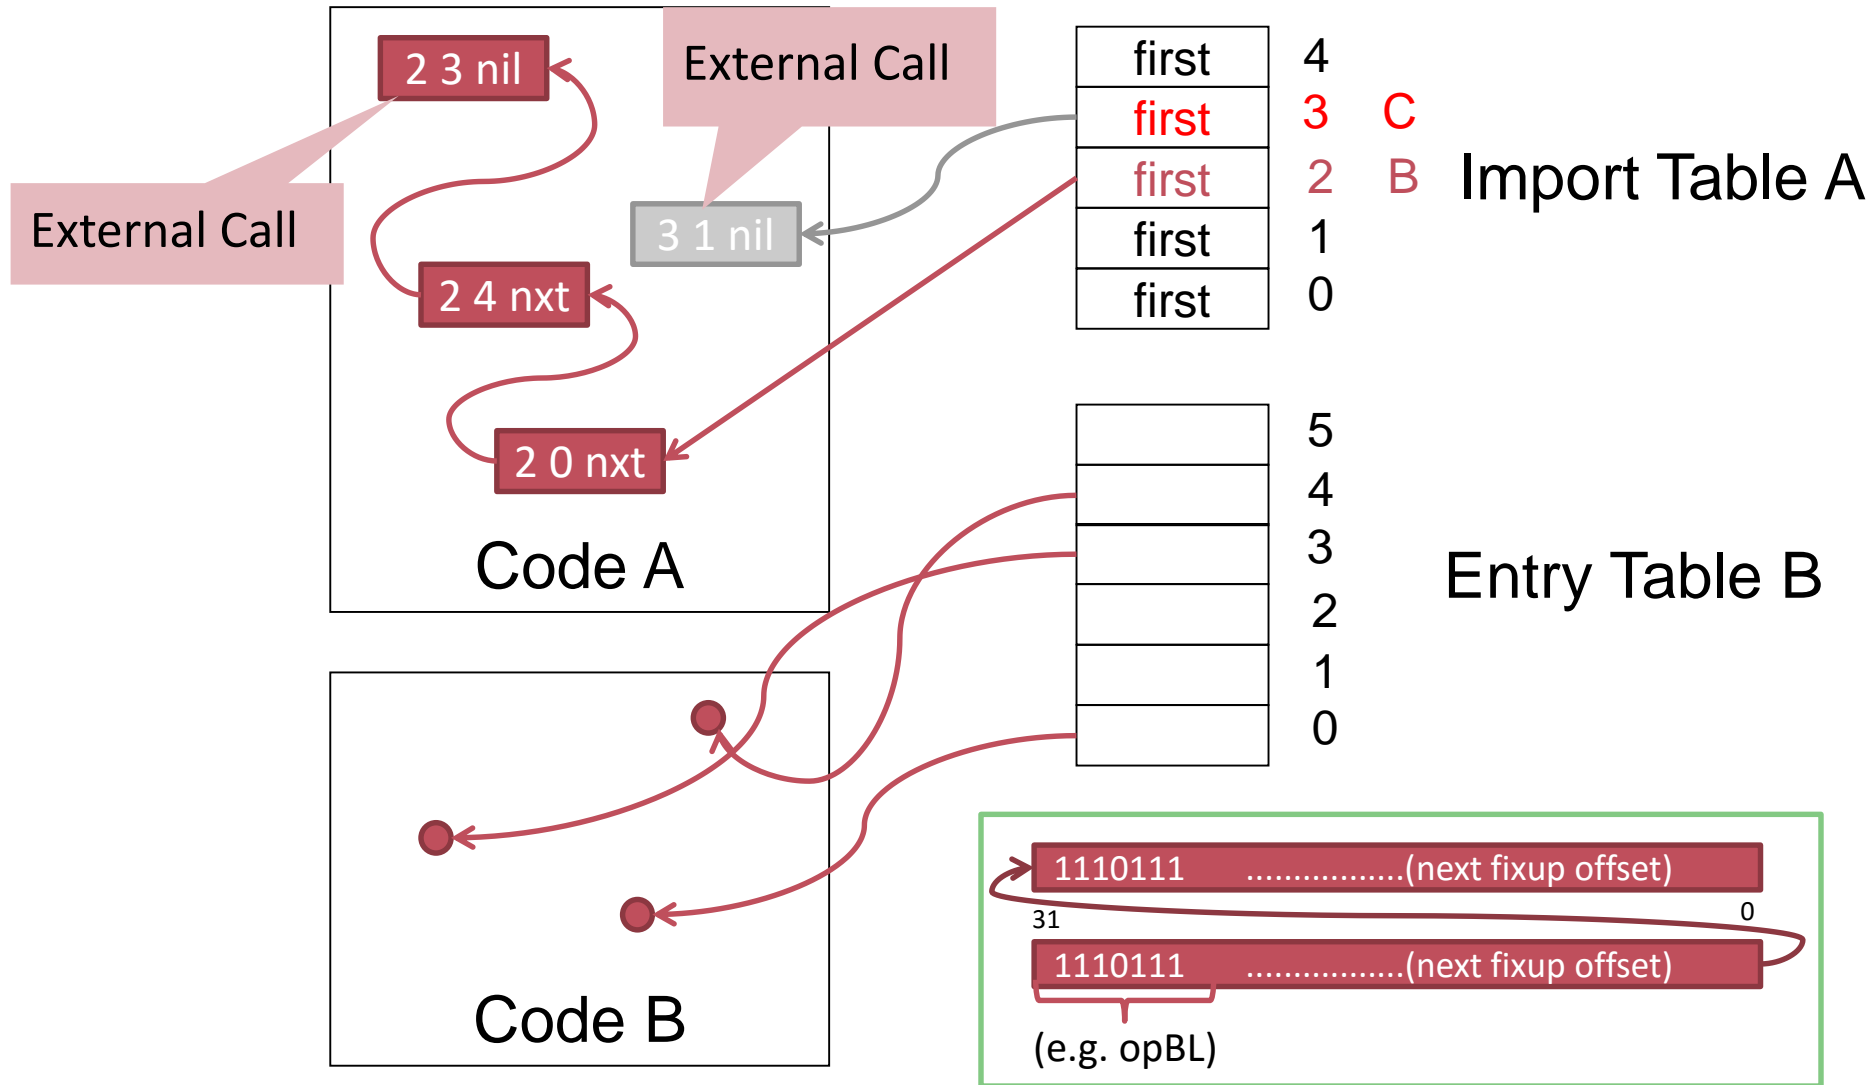 2 3 nil
External Call
External Call
3 1 nil
2 4 nxt
2 0 nxt
Code A
first 4
first 3 C
first 2 B
first 1
first 0
Import Table A
5
4
3
2
1
0
Entry Table B
Code B
1110111 .................(next fixup offset)
31 0
1110111 .................(next fixup offset)
(e.g. opBL)